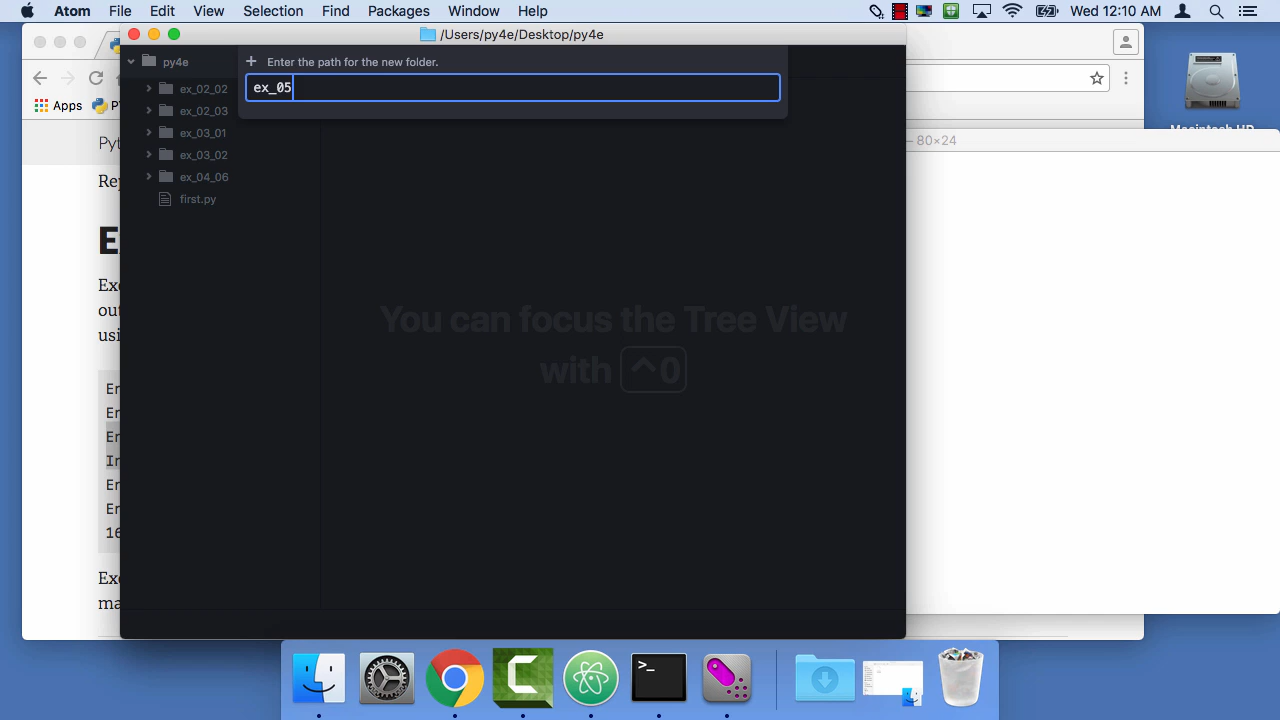 Atom File Edit View Selection Find Packages Window Help Wed 12:10 AM
/Users/py4e/Desktop/py4e
py4e
Enter the path for the new folder.
ex_05
ex_02_02
ex_02_03
ex_03_01
ex_03_02
ex_04_06
first.py
You can focus the Tree View
with ^0
Apps
80×24
16